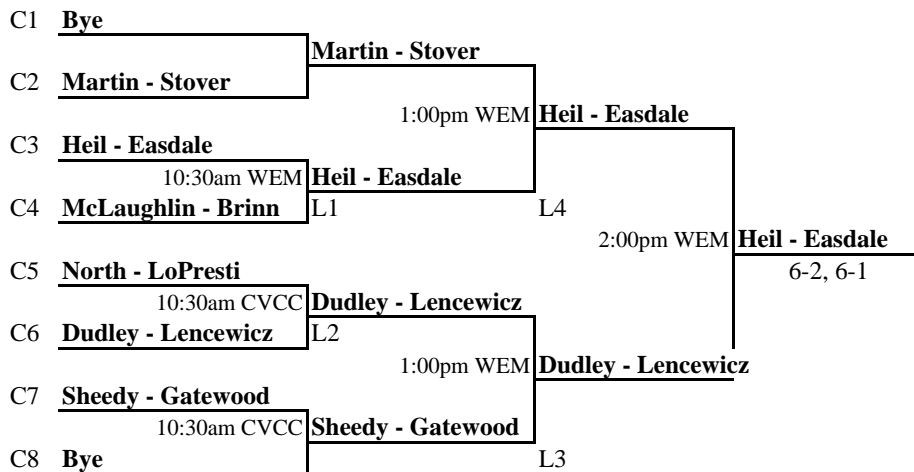 C1 Bye
Martin - Stover
C2 Martin - Stover
1:00pm WEM Heil - Easdale
C3 Heil - Easdale
10:30am WEM Heil - Easdale
C4 McLaughlin - Brinn L1 L4
2:00pm WEM Heil - Easdale
C5 North - LoPresti 6-2, 6-1
10:30am CVCC Dudley - Lencewicz
C6 Dudley - Lencewicz L2
1:00pm WEM Dudley - Lencewicz
C7 Sheedy - Gatewood
10:30am CVCC Sheedy - Gatewood
C8 Bye L3